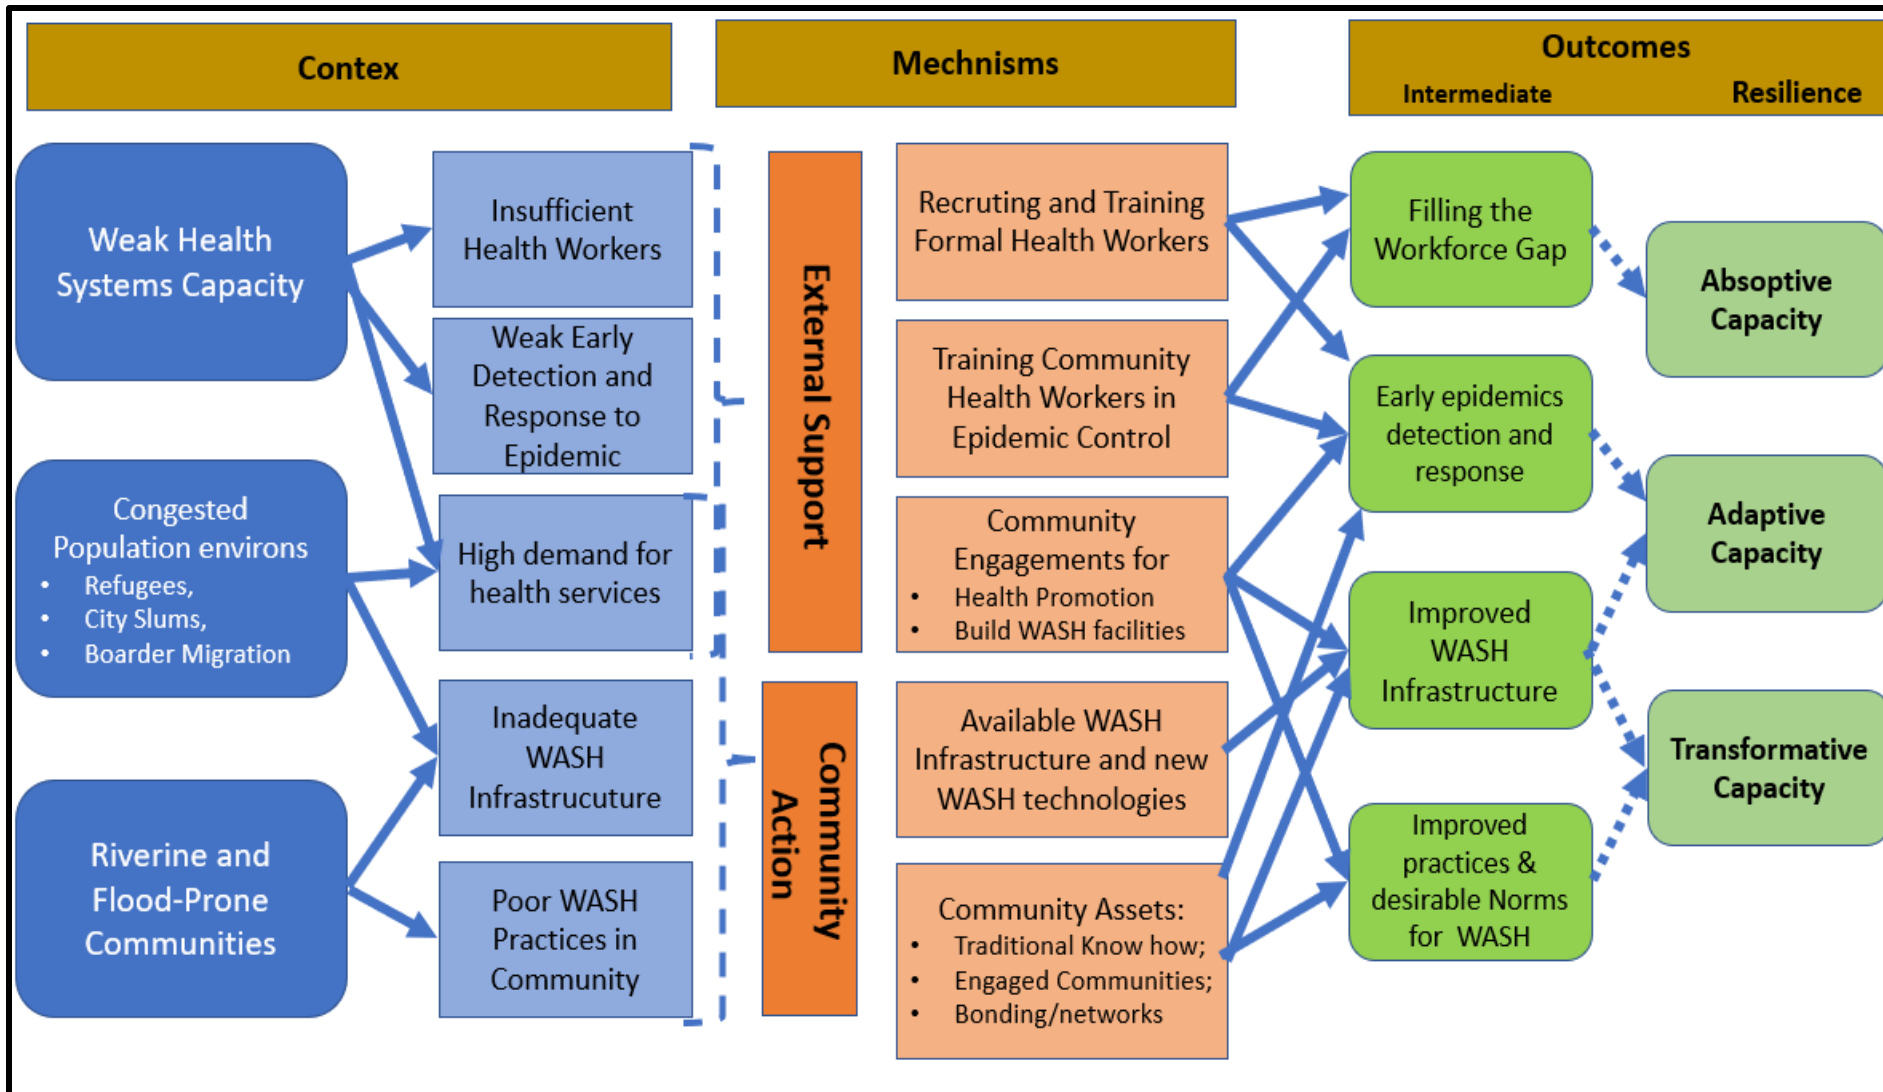 Contex
Mechnisms
Outcomes
Intermediate
Resilience
Weak Health
Systems Capacity
Congested
Population environs
• Refugees,
• City Slums,
• Boarder Migration
Riverine and
Flood-Prone
Communities
Insufficient
Health Workers
Weak Early
Detection and
Response to
Epidemic
High demand for
health services
Inadequate
WASH
Infrastrucuture
Poor WASH
Practices in
Community
External Support
Community
Action
Recruting and Training
Formal Health Workers
Training Community
Health Workers in
Epidemic Control
Community
Engagements for
• Health Promotion
• Build WASH facilities
Available WASH
Infrastructure and new
WASH technologies
Community Assets:
• Traditional Know how;
• Engaged Communities;
• Bonding/networks
Filling the
Workforce Gap
Early epidemics
detection and
response
Improved
WASH
Infrastructure
Improved
practices &
desirable Norms
for WASH
Absoptive
Capacity
Adaptive
Capacity
Transformative
Capacity